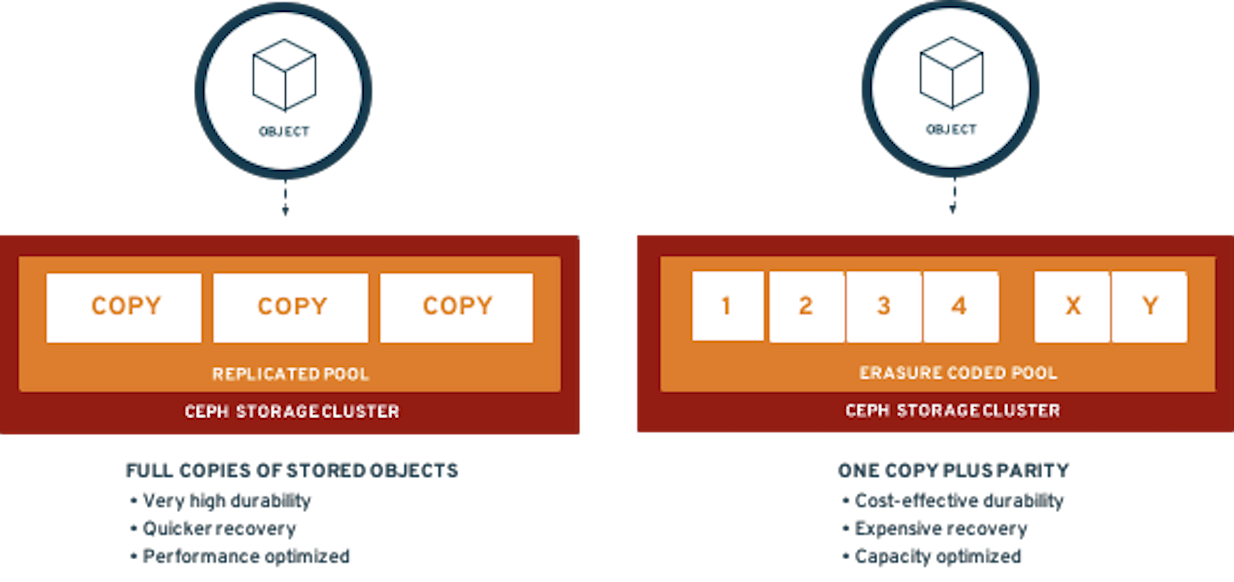 OBJECT
COPY COPY COPY
REPLICATED POOL
CEPH STORAGE CLUSTER
FULL COPIES OF STORED OBJECTS
• Very high durability
• Quicker recovery
• Performance optimized
OBJECT
1 2 3 4 X Y
ERASURE CODED POOL
CEPH STORAGE CLUSTER
ONE COPY PLUS PARITY
• Cost-effective durability
• Expensive recovery
• Capacity optimized